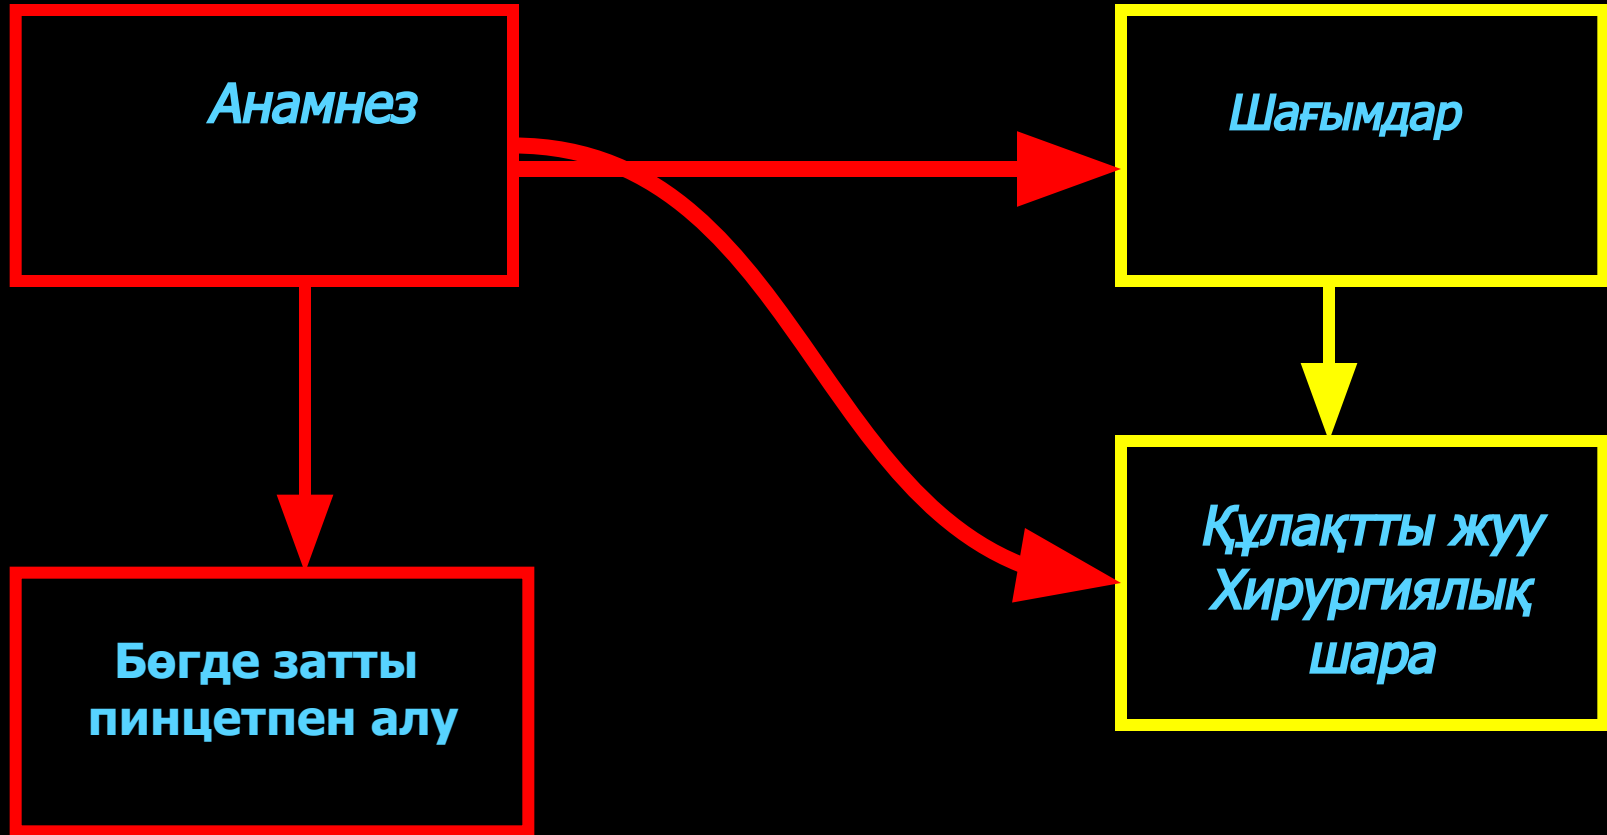 Анамнез
Шағымдар
Құлақтты жуу
Хирургиялық
шара
Бөгде затты
пинцетпен алу